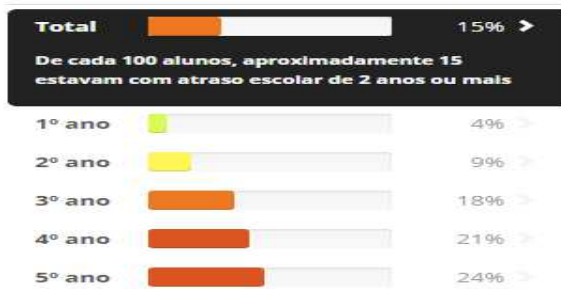 Total 15%
De cada 100 alunos, aproximadamente 15
estavam com atraso escolar de 2 anos ou mais
1º ano 4%
2º ano 9%
3º ano 18%
4º ano 21%
5º ano 24%